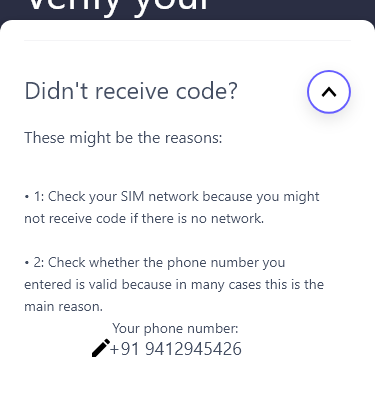 verify your
Didn't receive code?
These might be the reasons:
• 1: Check your SIM network because you might
not receive code if there is no network.
• 2: Check whether the phone number you
entered is valid because in many cases this is the
main reason.
Your phone number:
+91 9412945426